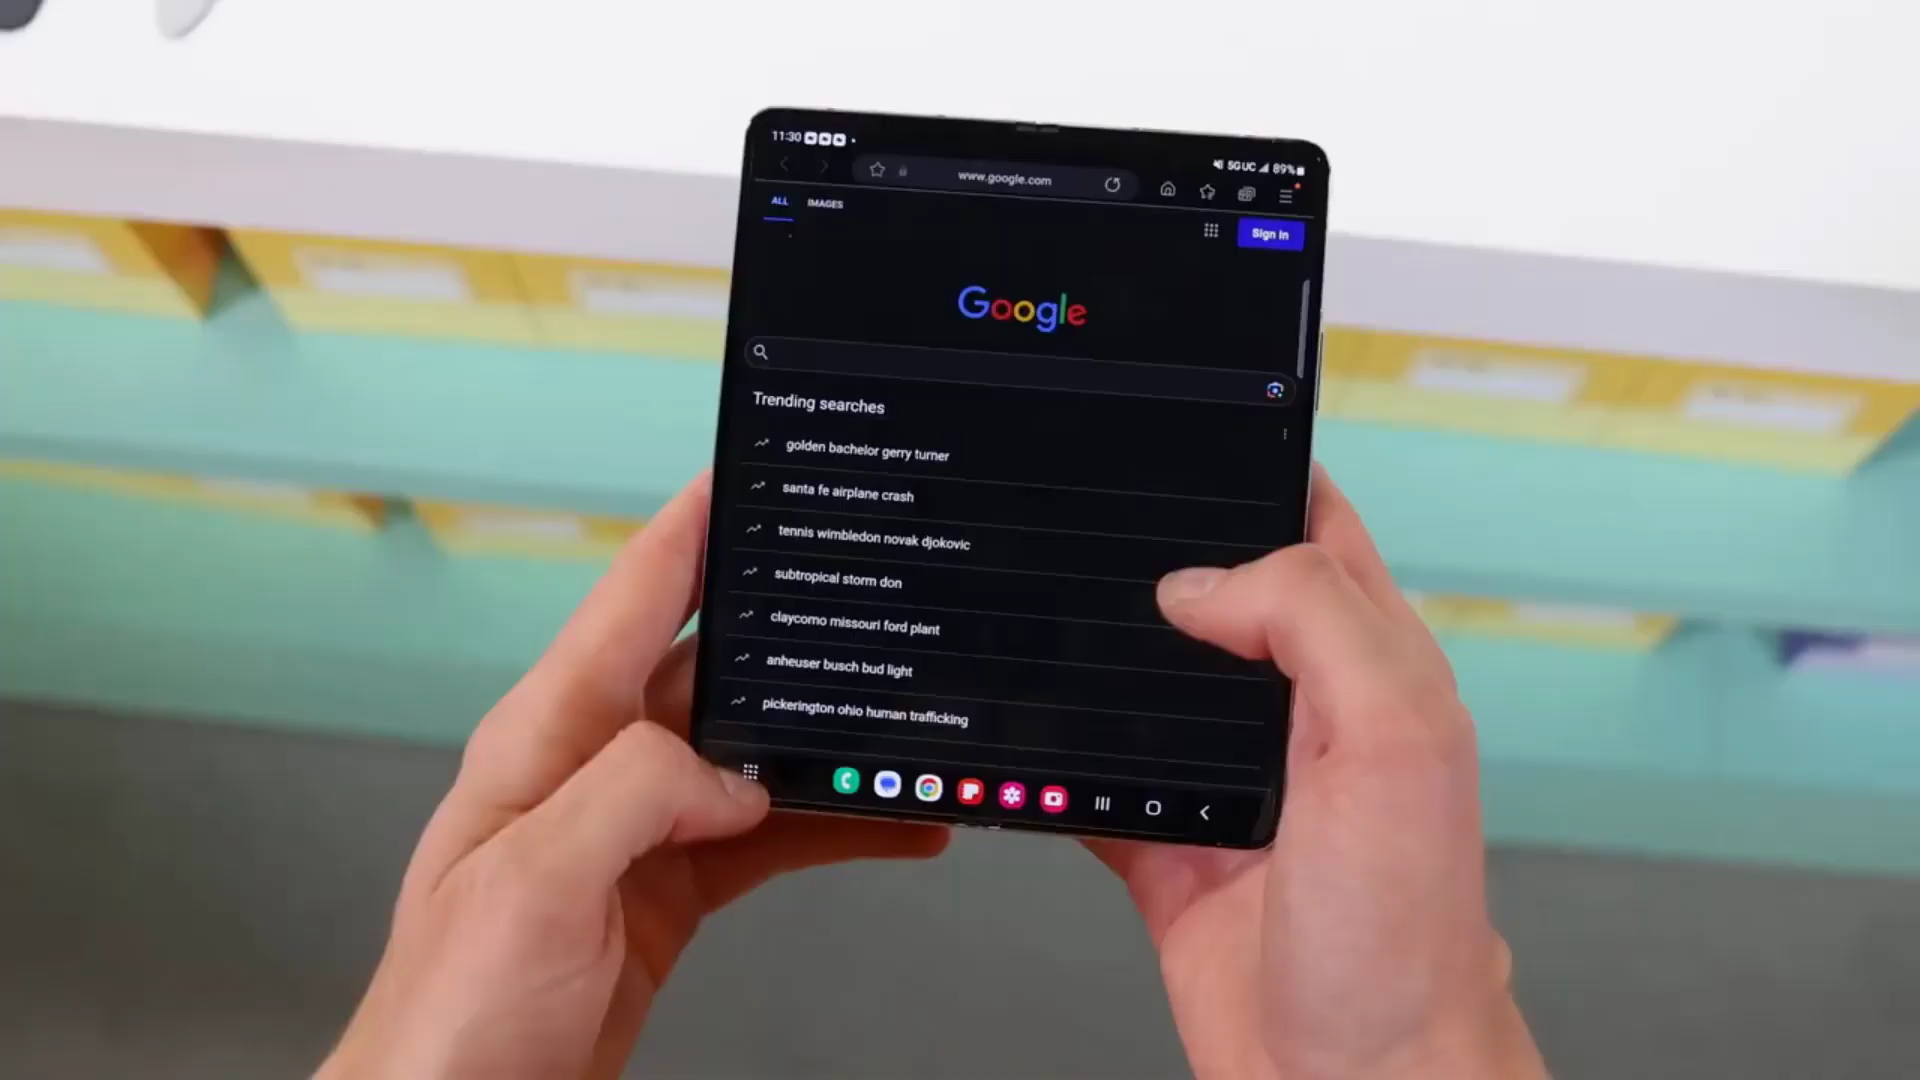 11:30
5G UC 89%
www.google.com
ALL IMAGES
Sign in
Google
Trending searches
golden bachelor gerry turner
santa fe airplane crash
tennis wimbledon novak djokovic
subtropical storm don
claycomo missouri ford plant
anheuser busch bud light
pickerington ohio human trafficking